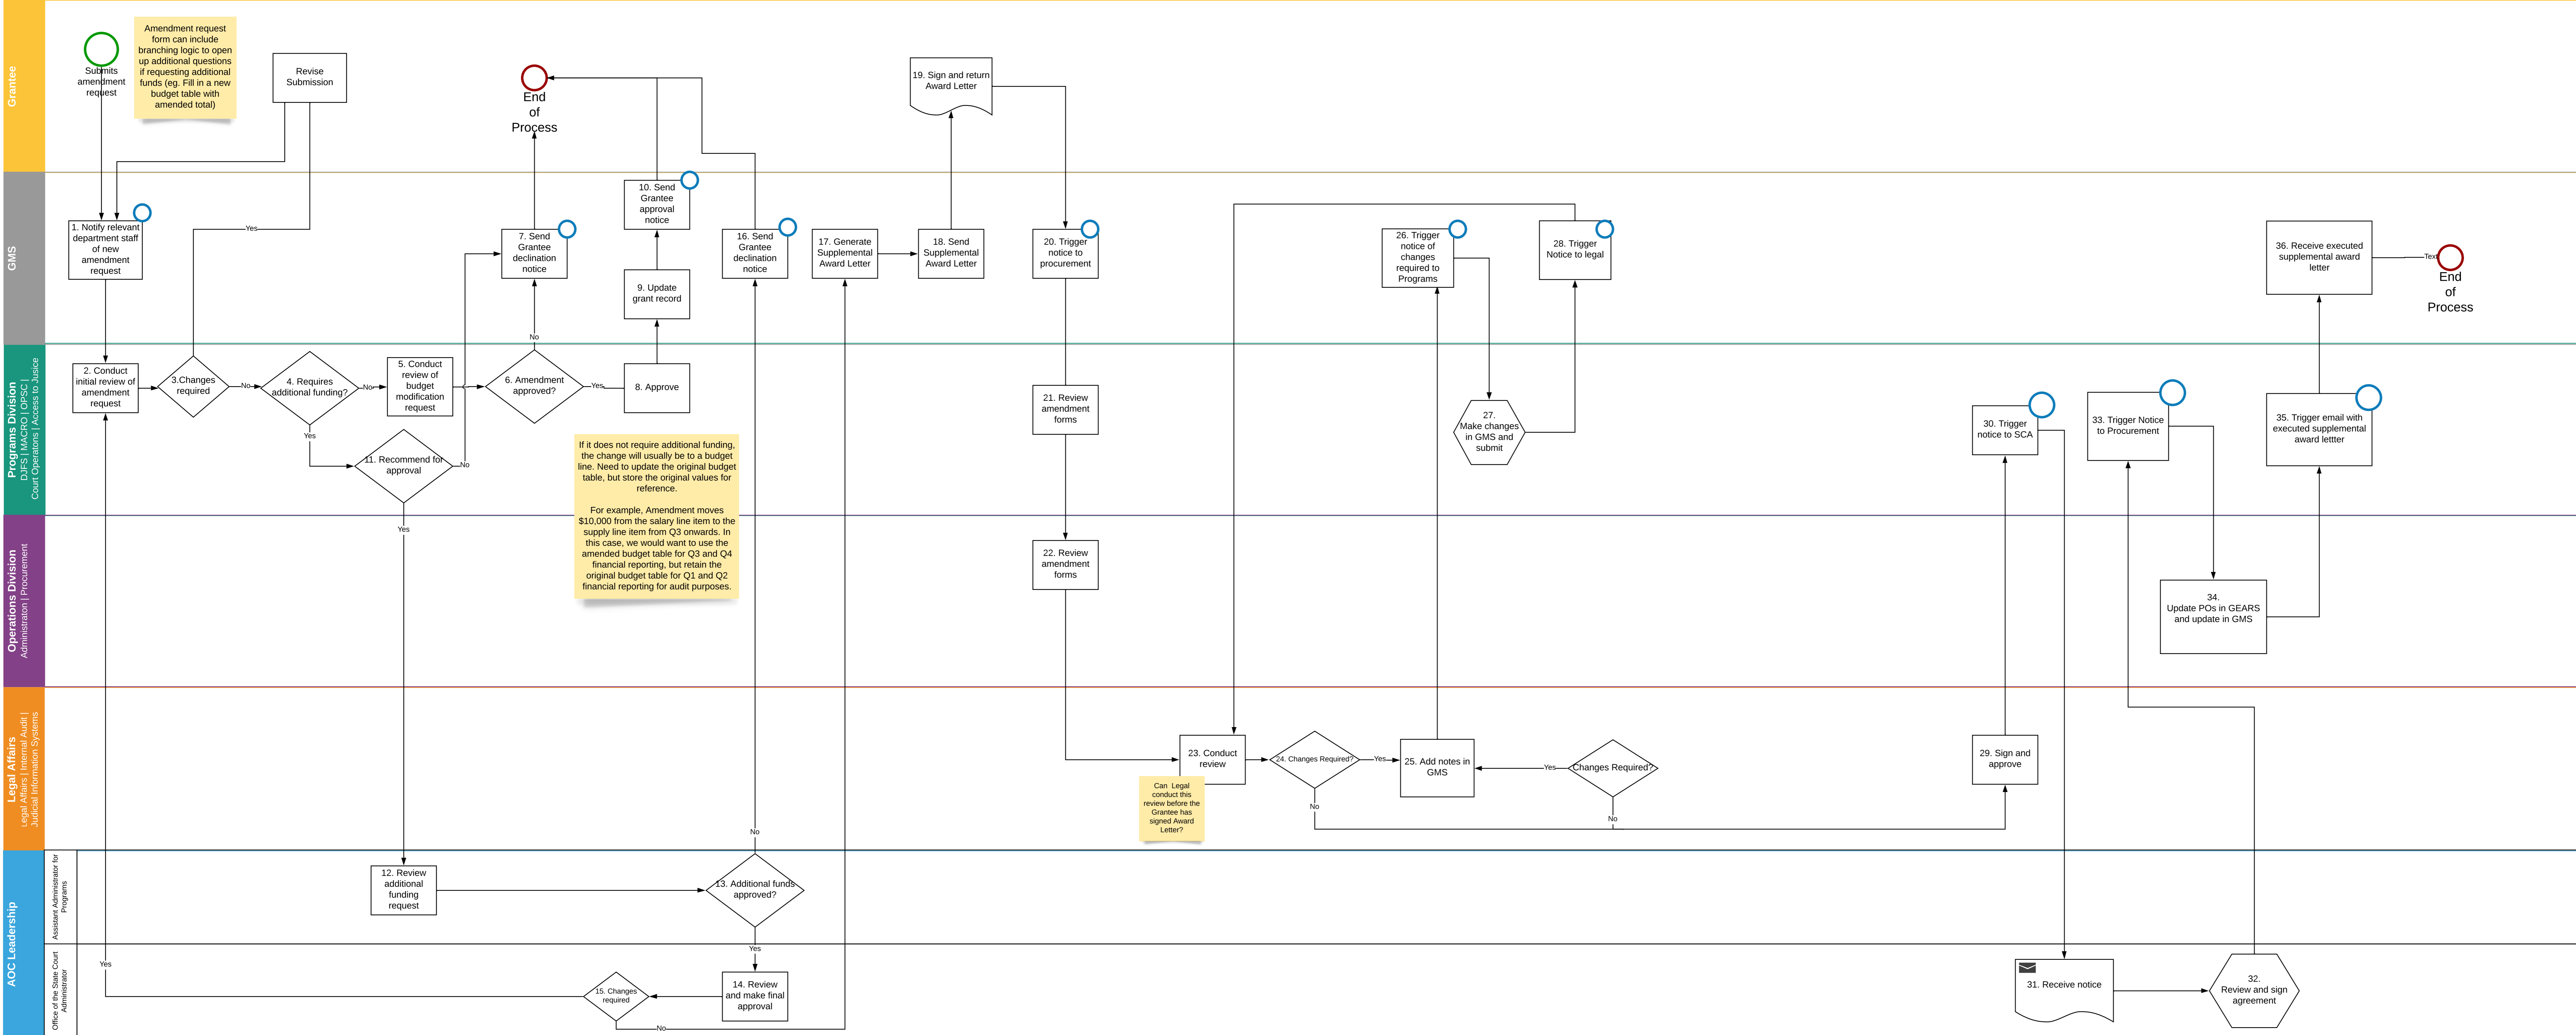 Grantee
Submits
amendment
request
Amendment request
form can include
branching logic to open
up additional questions
if requesting additional
funds (eg. Fill in a new
budget table with
amended total)
Revise
Submission
End
of
Process
19. Sign and return
Award Letter
GMS
1. Notify relevant
department staff
of new
amendment
request
Yes
7. Send
Grantee
declination
notice
No
10. Send
Grantee
approval
notice
9. Update
grant record
16. Send
Grantee
declination
notice
17. Generate
Supplemental
Award Letter
18. Send
Supplemental
Award Letter
20. Trigger
notice to
procurement
26. Trigger
notice of
changes
required to
Programs
28. Trigger
Notice to legal
36. Receive executed
supplemental award
letter
Text
End
of
Process
Programs Division
DJFS | MACRO | OPSC |
Court Operatons | Access to Jusice
2. Conduct
initial review of
amendment
request
3.Changes
required
No
4. Requires
additional funding?
No
Yes
5. Conduct
review of
budget
modification
request
6. Amendment
approved?
Yes
8. Approve
11. Recommend for
approval
No
Yes
If it does not require additional funding,
the change will usually be to a budget
line. Need to update the original budget
table, but store the original values for
reference.
For example, Amendment moves
$10,000 from the salary line item to the
supply line item from Q3 onwards. In
this case, we would want to use the
amended budget table for Q3 and Q4
financial reporting, but retain the
original budget table for Q1 and Q2
financial reporting for audit purposes.
21. Review
amendment
forms
27.
Make changes
in GMS and
submit
30. Trigger
notice to SCA
33. Trigger Notice
to Procurement
35. Trigger email with
executed supplemental
award lettter
Operations Division
Administraton | Procurement
22. Review
amendment
forms
34.
Update POs in GEARS
and update in GMS
Legal Affairs
Legal Affairs | Internal Audit |
Judicial Information Systems
23. Conduct
review
Can Legal
conduct this
review before the
Grantee has
signed Award
Letter?
24. Changes Required?
Yes
No
25. Add notes in
GMS
Yes
Changes Required?
No
29. Sign and
approve
AOC Leadership
Assistant Administrator for
Programs
12. Review
additional
funding
request
No
13. Additional funds
approved?
Yes
Office of the State Court
Administrator
Yes
15. Changes
required
No
14. Review
and make final
approval
31. Receive notice
32.
Review and sign
agreement